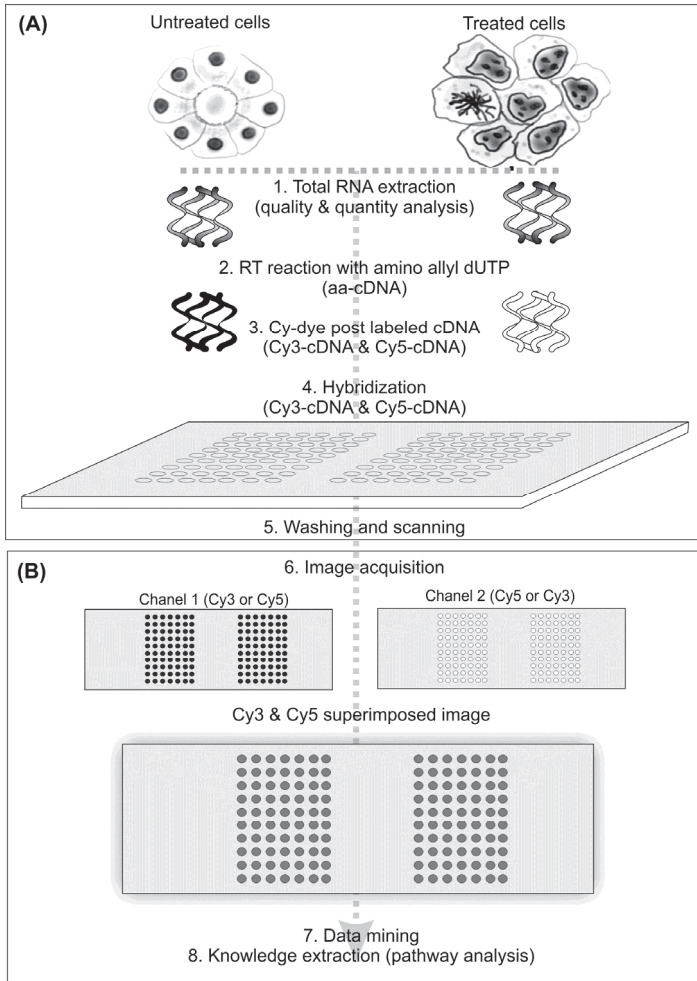 (A)
Untreated cells
Treated cells
1. Total RNA extraction
(quality & quantity analysis)
2. RT reaction with amino allyl dUTP
(aa-cDNA)
3. Cy-dye post labeled cDNA
(Cy3-cDNA & Cy5-cDNA)
4. Hybridization
(Cy3-cDNA & Cy5-cDNA)
5. Washing and scanning
(B)
6. Image acquisition
Chanel 1 (Cy3 or Cy5)
Chanel 2 (Cy5 or Cy3)
Cy3 & Cy5 superimposed image
7. Data mining
8. Knowledge extraction (pathway analysis)